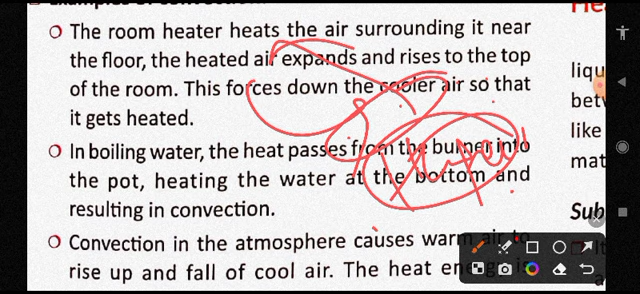 The room heater heats the air surrounding it near
the floor, the heated air expands and rises to the top
of the room. This forces down the cooler air so that
it gets heated.
In boiling water, the heat passes from the burner into
the pot, heating the water at the bottom and
resulting in convection.
Convection in the atmosphere causes warm air to
rise up and fall of cool air. The heat
liqu
betw
like
mat
Sub